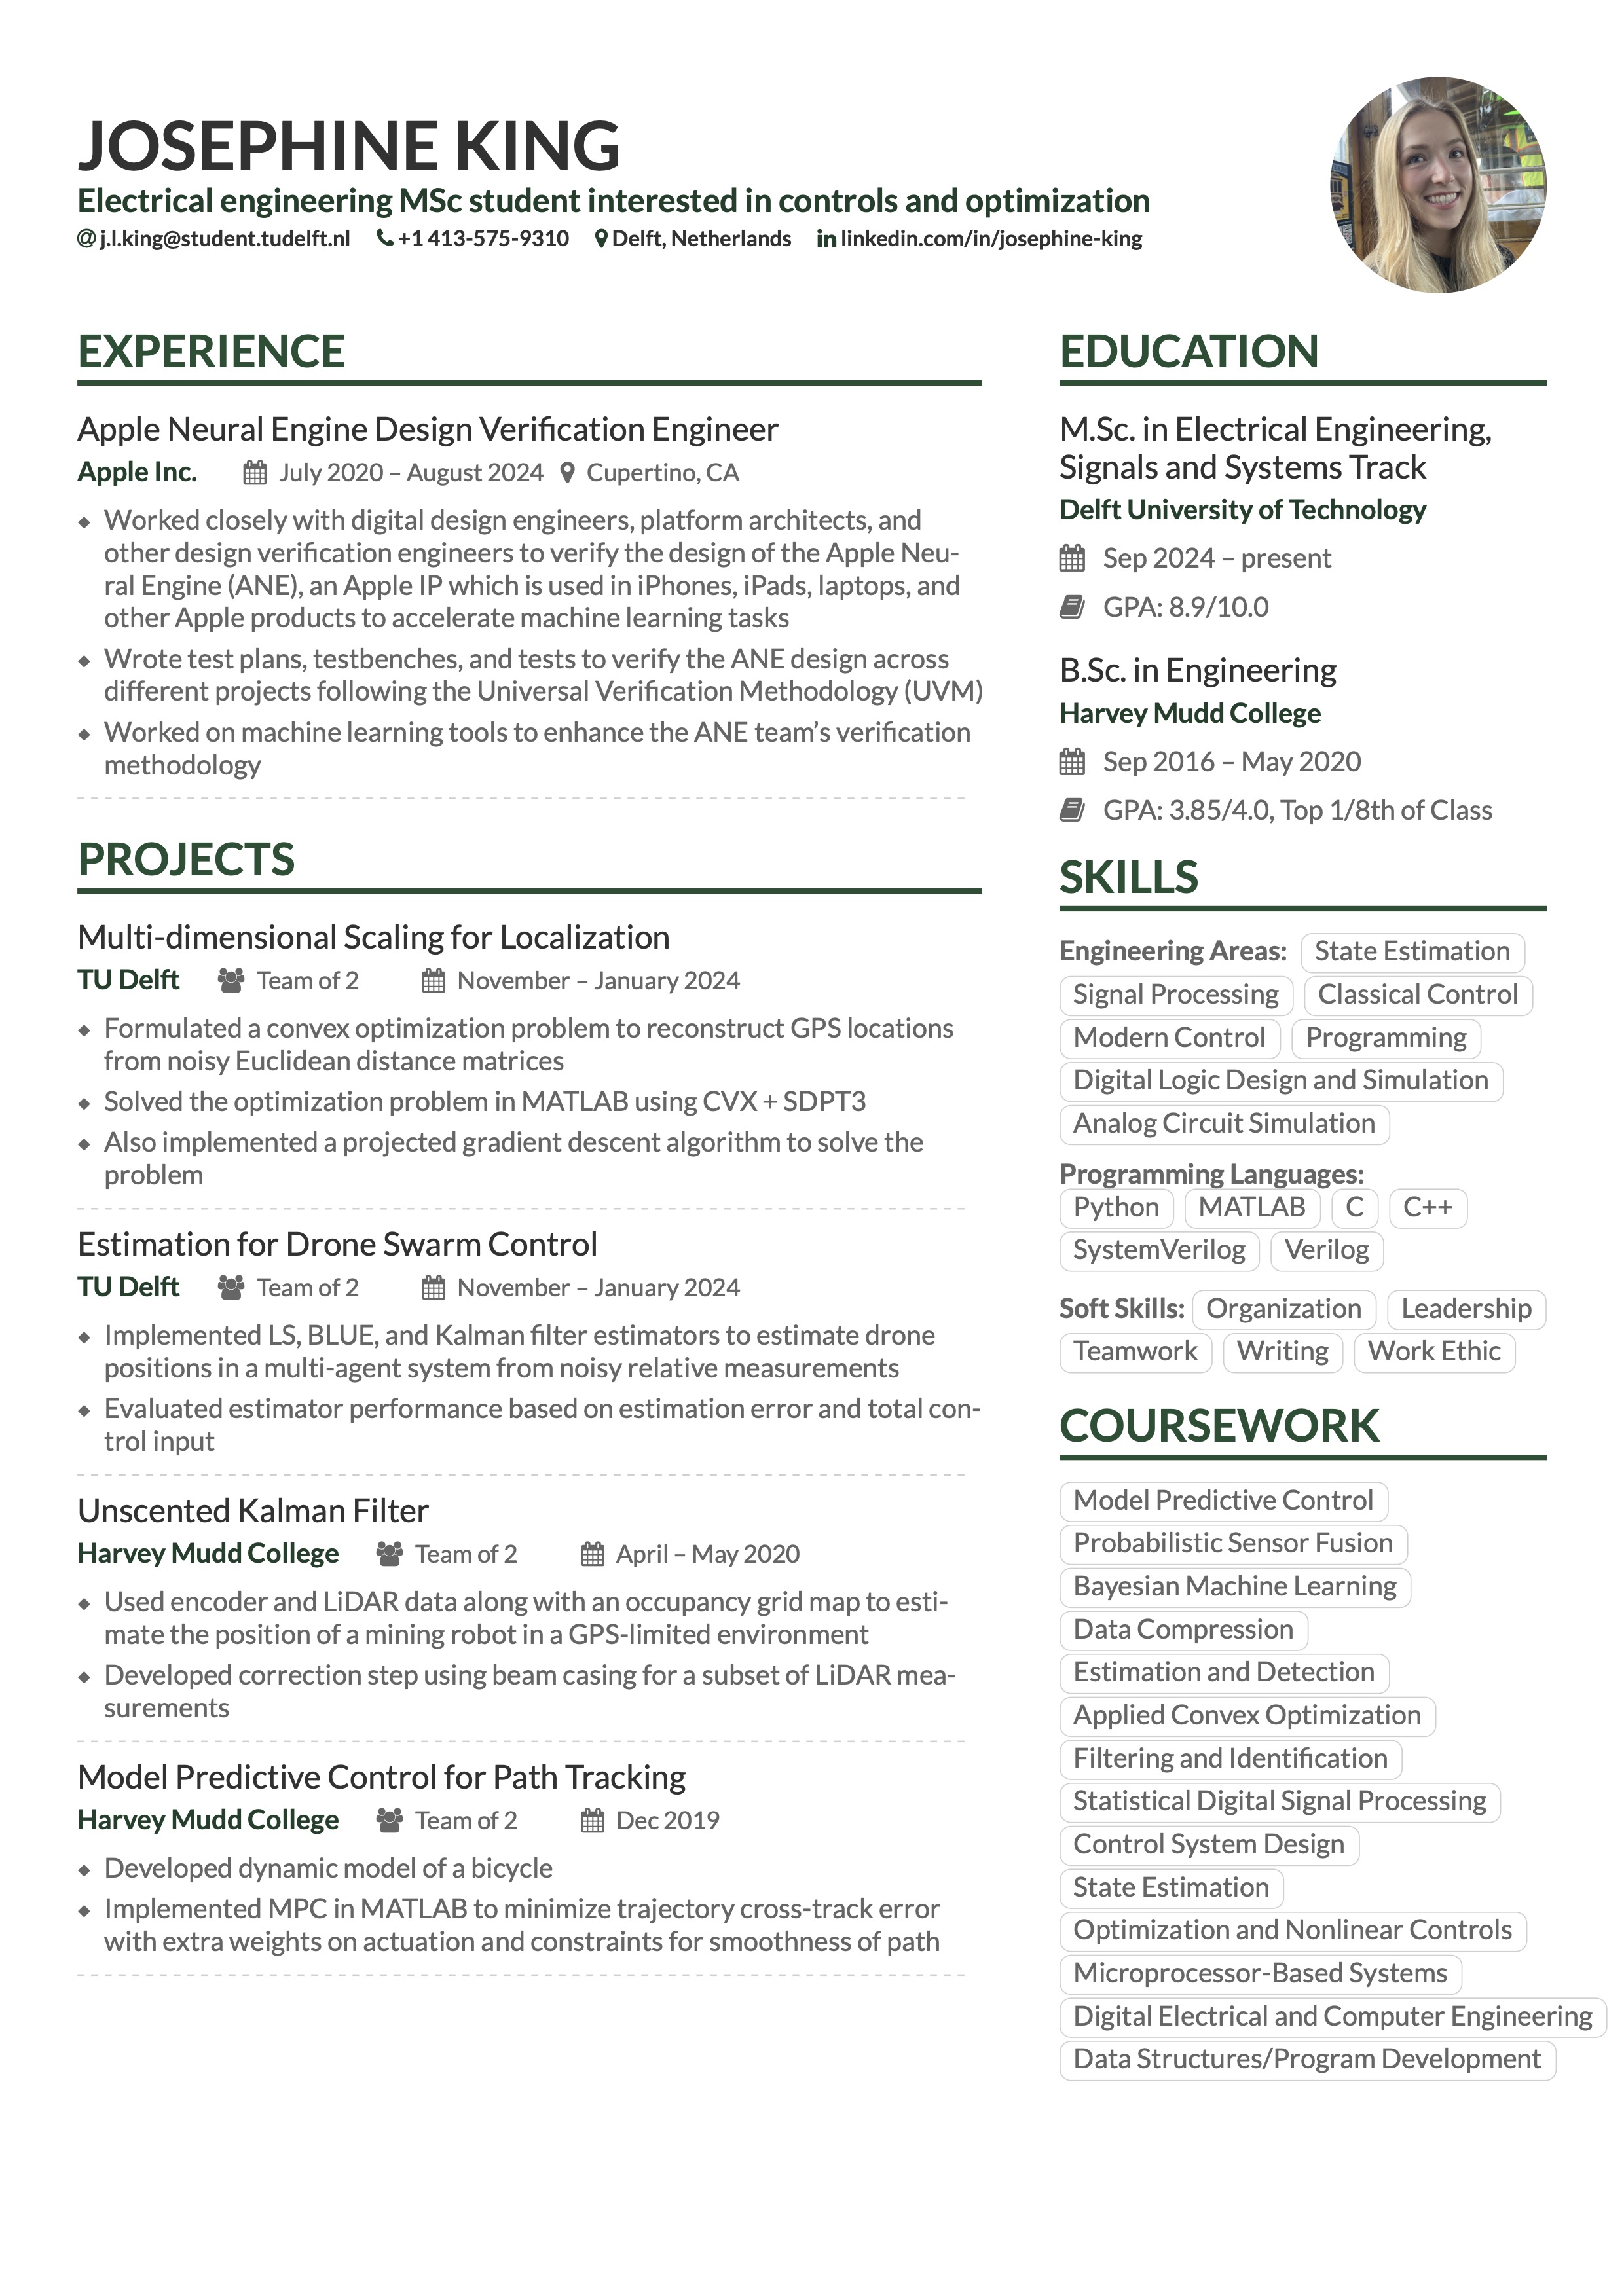 JOSEPHINE KING
Electrical engineering MSc student interested in controls and optimization
j.l.king@student.tudelft.nl +1 413-575-9310 Delft, Netherlands linkedin.com/in/josephine-king
EXPERIENCE
Apple Neural Engine Design Verification Engineer
Apple Inc. July 2020 – August 2024 Cupertino, CA
Worked closely with digital design engineers, platform architects, and
other design verification engineers to verify the design of the Apple Neu-
ral Engine (ANE), an Apple IP which is used in iPhones, iPads, laptops, and
other Apple products to accelerate machine learning tasks
Wrote test plans, testbenches, and tests to verify the ANE design across
different projects following the Universal Verification Methodology (UVM)
Worked on machine learning tools to enhance the ANE team’s verification
methodology
PROJECTS
Multi-dimensional Scaling for Localization
TU Delft Team of 2 November – January 2024
Formulated a convex optimization problem to reconstruct GPS locations
from noisy Euclidean distance matrices
Solved the optimization problem in MATLAB using CVX + SDPT3
Also implemented a projected gradient descent algorithm to solve the
problem
Estimation for Drone Swarm Control
TU Delft Team of 2 November – January 2024
Implemented LS, BLUE, and Kalman filter estimators to estimate drone
positions in a multi-agent system from noisy relative measurements
Evaluated estimator performance based on estimation error and total con-
trol input
Unscented Kalman Filter
Harvey Mudd College Team of 2 April – May 2020
Used encoder and LiDAR data along with an occupancy grid map to esti-
mate the position of a mining robot in a GPS-limited environment
Developed correction step using beam casing for a subset of LiDAR mea-
surements
Model Predictive Control for Path Tracking
Harvey Mudd College Team of 2 Dec 2019
Developed dynamic model of a bicycle
Implemented MPC in MATLAB to minimize trajectory cross-track error
with extra weights on actuation and constraints for smoothness of path
EDUCATION
M.Sc. in Electrical Engineering,
Signals and Systems Track
Delft University of Technology
Sep 2024 – present
GPA: 8.9/10.0
B.Sc. in Engineering
Harvey Mudd College
Sep 2016 – May 2020
GPA: 3.85/4.0, Top 1/8th of Class
SKILLS
Engineering Areas: State Estimation
Signal Processing Classical Control
Modern Control Programming
Digital Logic Design and Simulation
Analog Circuit Simulation
Programming Languages:
Python MATLAB C C++
SystemVerilog Verilog
Soft Skills: Organization Leadership
Teamwork Writing Work Ethic
COURSEWORK
Model Predictive Control
Probabilistic Sensor Fusion
Bayesian Machine Learning
Data Compression
Estimation and Detection
Applied Convex Optimization
Filtering and Identification
Statistical Digital Signal Processing
Control System Design
State Estimation
Optimization and Nonlinear Controls
Microprocessor-Based Systems
Digital Electrical and Computer Engineering
Data Structures/Program Development